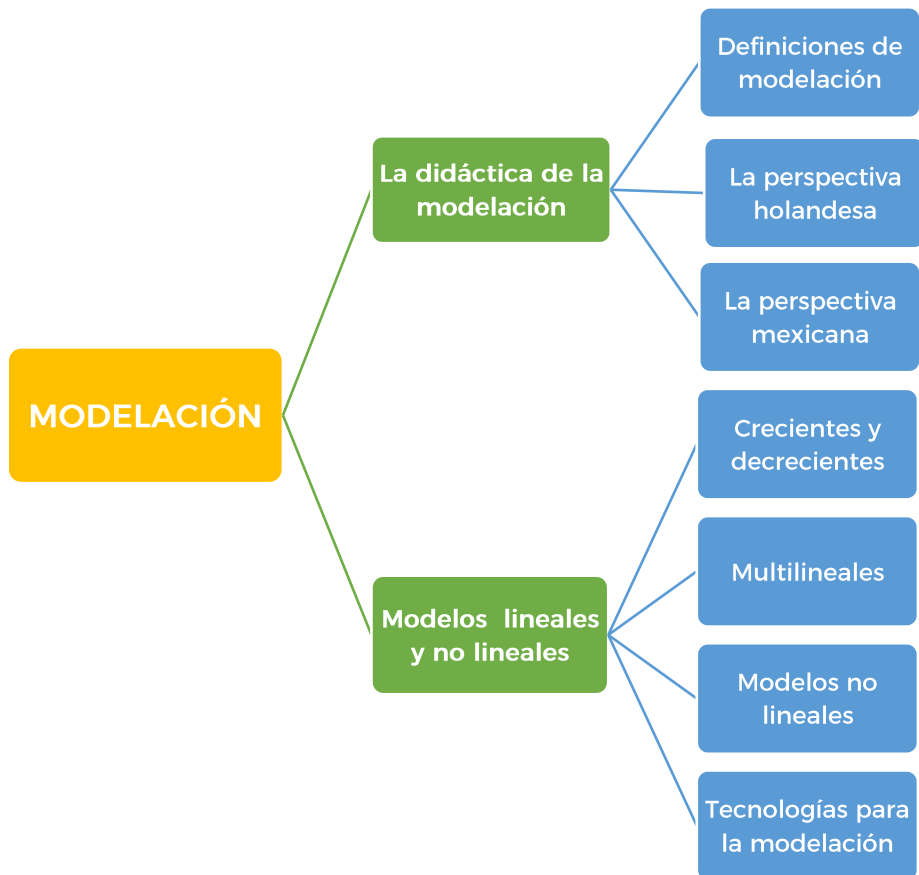 MODELACIÓN
La didáctica de la
modelación
Definiciones de
modelación
La perspectiva
holandesa
La perspectiva
mexicana
Modelos lineales
y no lineales
Crecientes y
decrecientes
Multilineales
Modelos no
lineales
Tecnologías para
la modelación